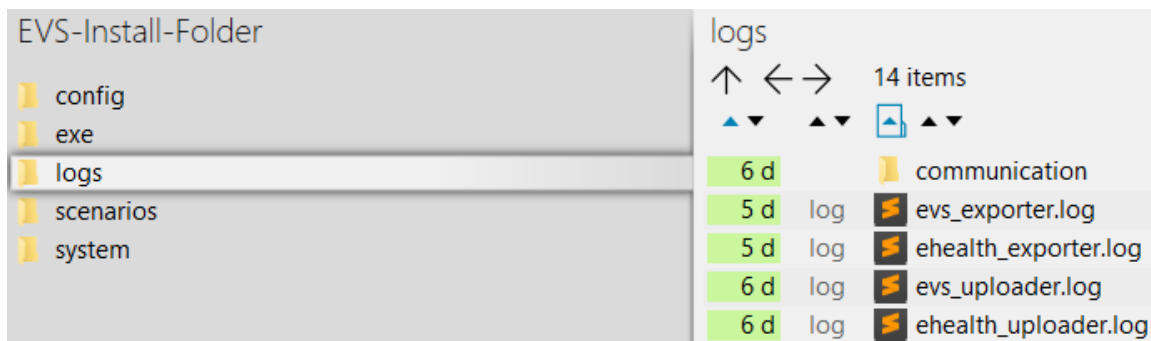 EVS-Install-Folder
config
exe
logs
scenarios
system
logs
14 items
6 d communication
5 d log evs_exporter.log
5 d log ehealth_exporter.log
6 d log evs_uploader.log
6 d log ehealth_uploader.log